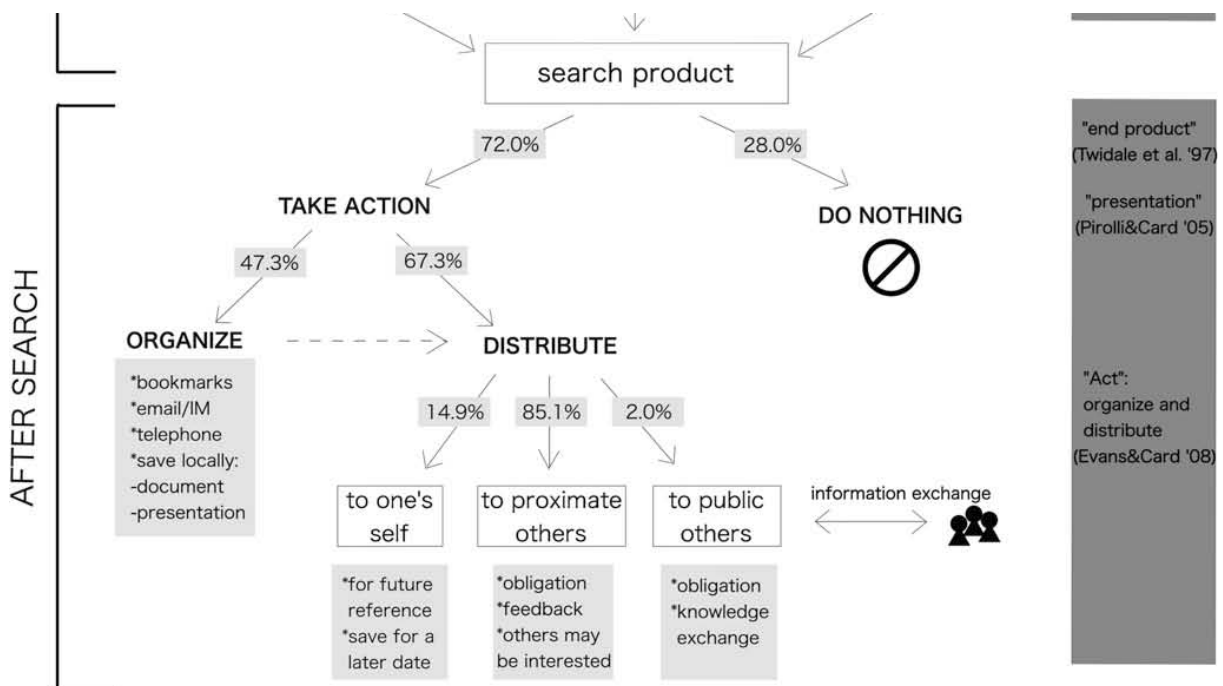 search product
72.0%
28.0%
"end product"
(Twidale et al. '97)
"presentation"
(Pirolli&Card '05)
TAKE ACTION
DO NOTHING
47.3%
67.3%
AFTER SEARCH
ORGANIZE
DISTRIBUTE
*bookmarks
*email/IM
*telephone
*save locally:
-document
-presentation
14.9%
85.1%
2.0%
"Act":
organize and
distribute
(Evans&Card '08)
to one's
self
to proximate
others
to public
others
information exchange
*for future
reference
*save for a
later date
*obligation
*feedback
*others may
be interested
*obligation
*knowledge
exchange